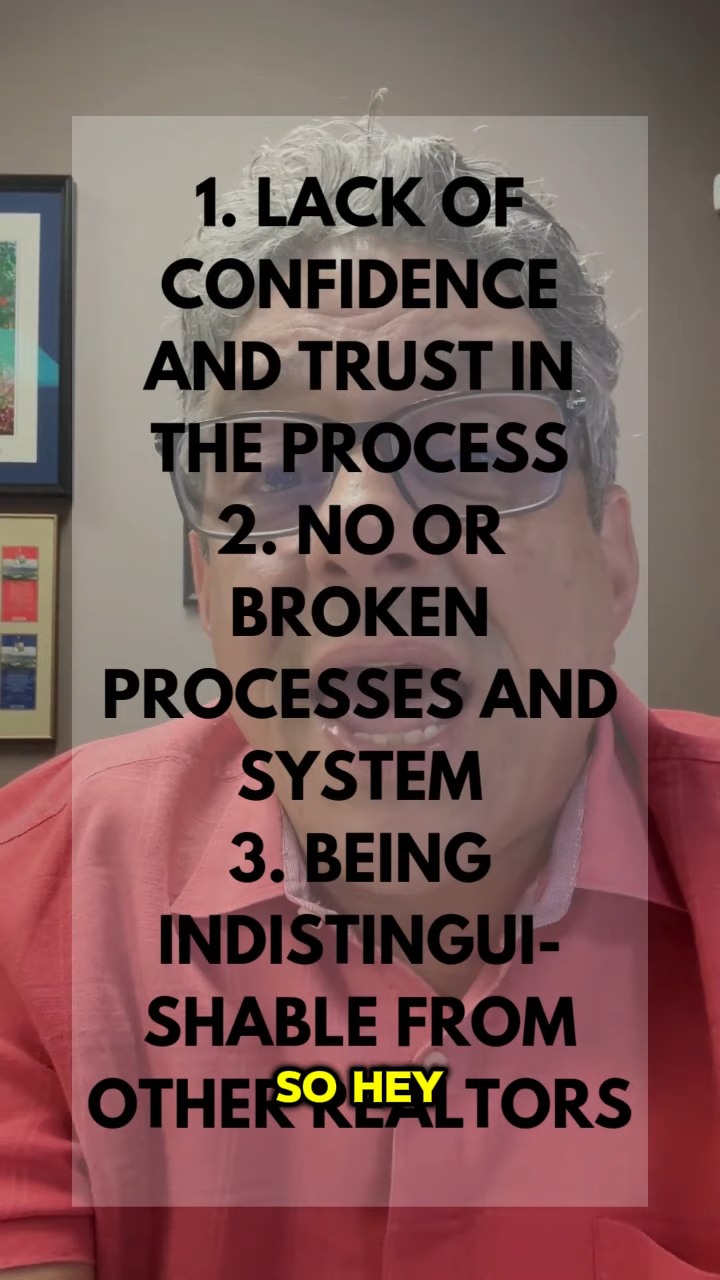 1. LACK OF
CONFIDENCE
AND TRUST IN
THE PROCESS
2. NO OR
BROKEN
PROCESSES AND
SYSTEM
3. BEING
INDISTINGUI-
SHABLE FROM
OTHER REALTORS
SO HEY